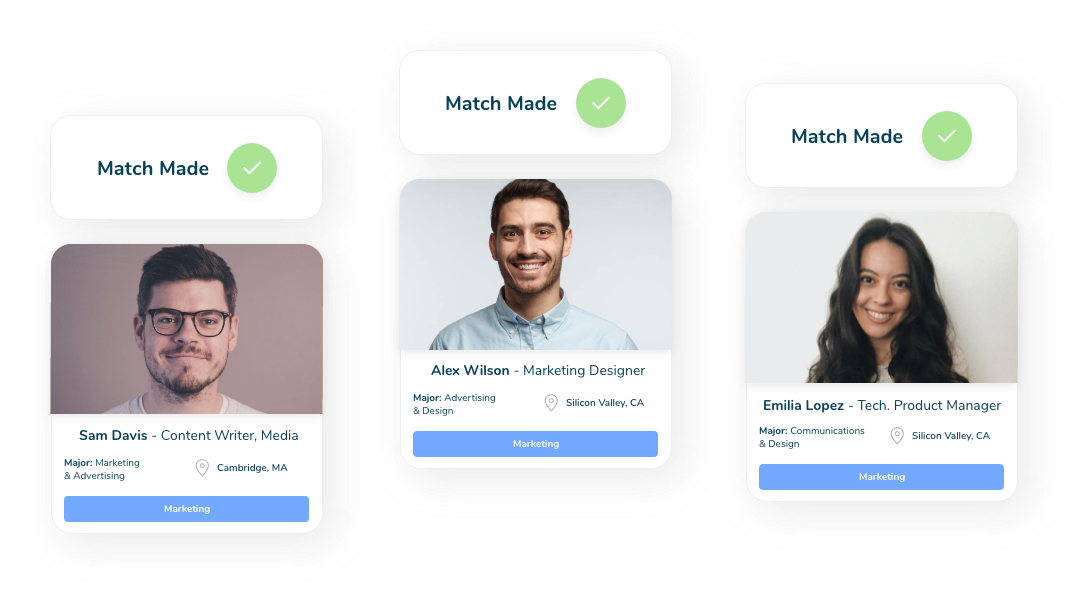 Match Made
Sam Davis - Content Writer, Media
Major: Marketing
& Advertising
Cambridge, MA
Marketing
Match Made
Alex Wilson - Marketing Designer
Major: Advertising
& Design
Silicon Valley, CA
Marketing
Match Made
Emilia Lopez - Tech. Product Manager
Major: Communications
& Design
Silicon Valley, CA
Marketing